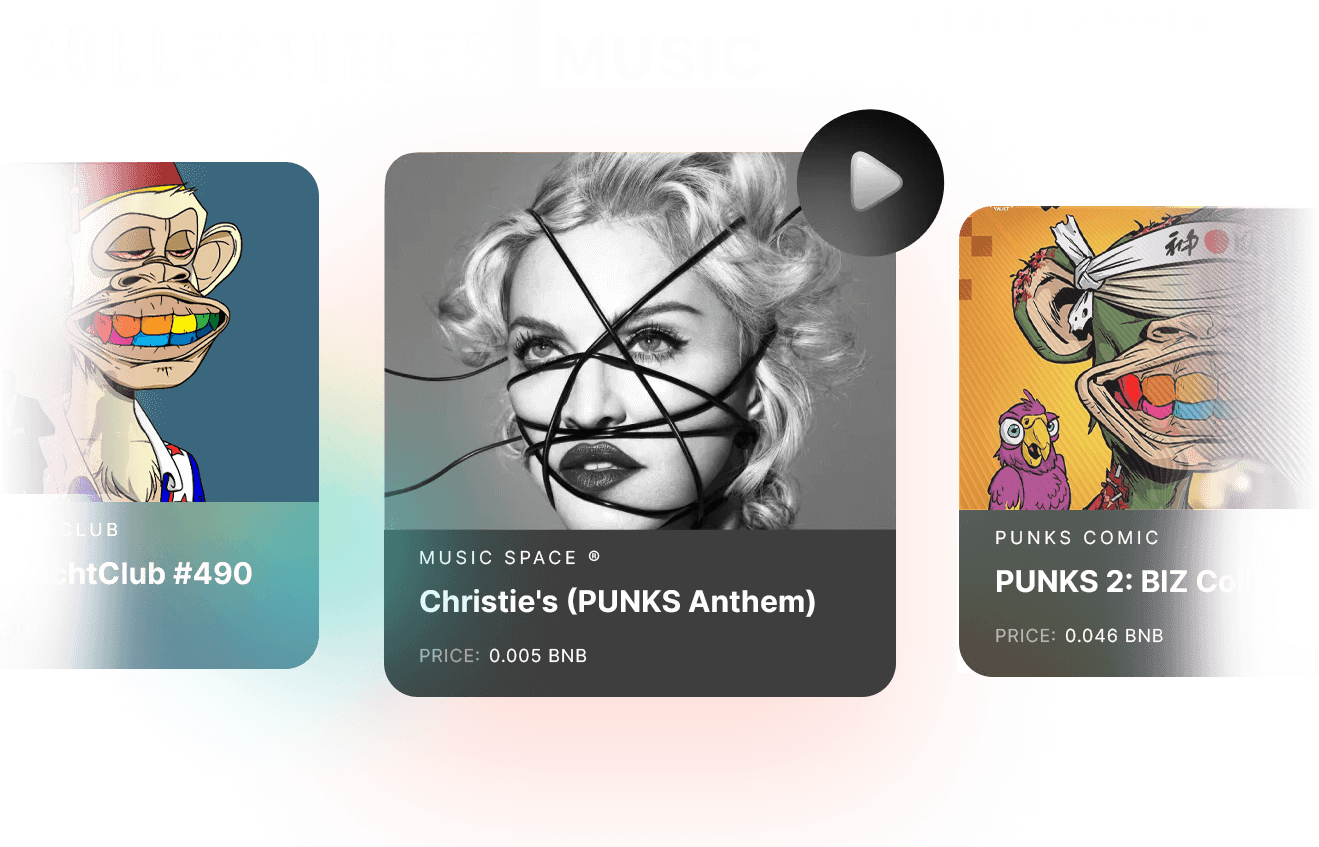 MUSIC
CLUB
chtClub #490
MUSIC SPACE ®
Christie's (PUNKS Anthem)
PRICE: 0.005 BNB
神
PUNKS COMIC
PUNKS 2: BIZ
PRICE: 0.046 BNB